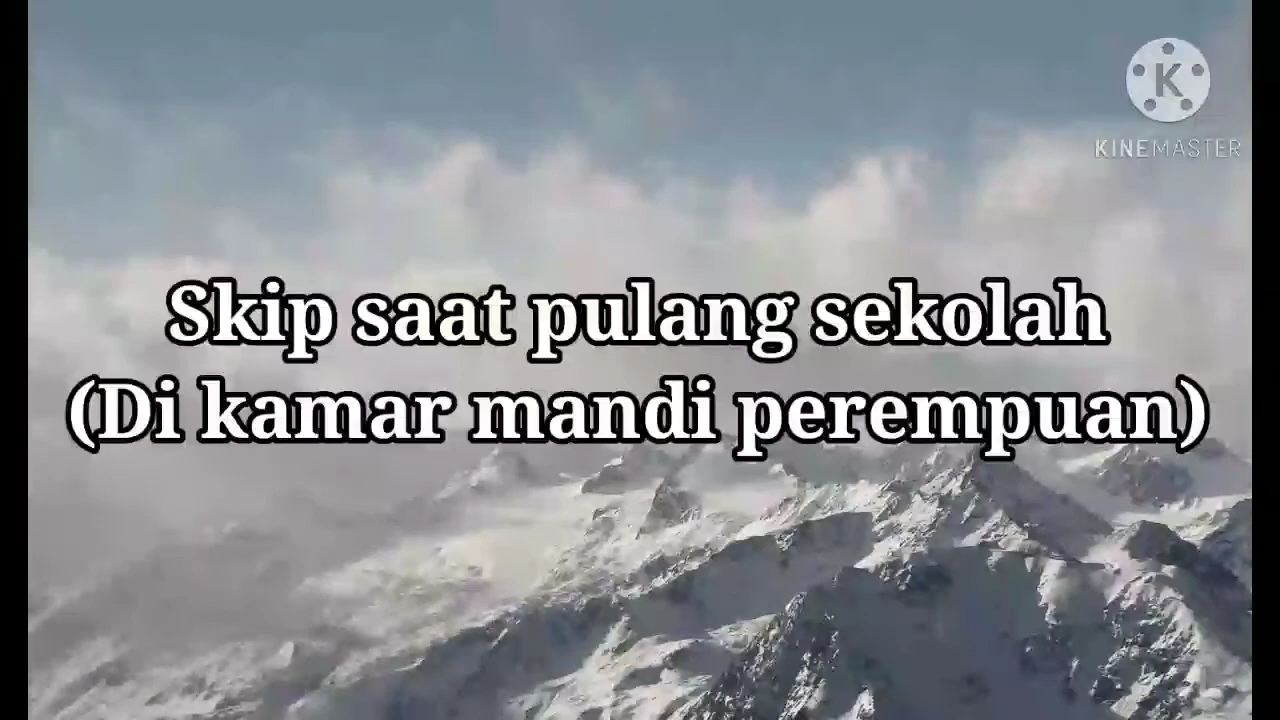 KINEMASTER
Skip saat pulang sekolah
(Di kamar mandi perempuan)